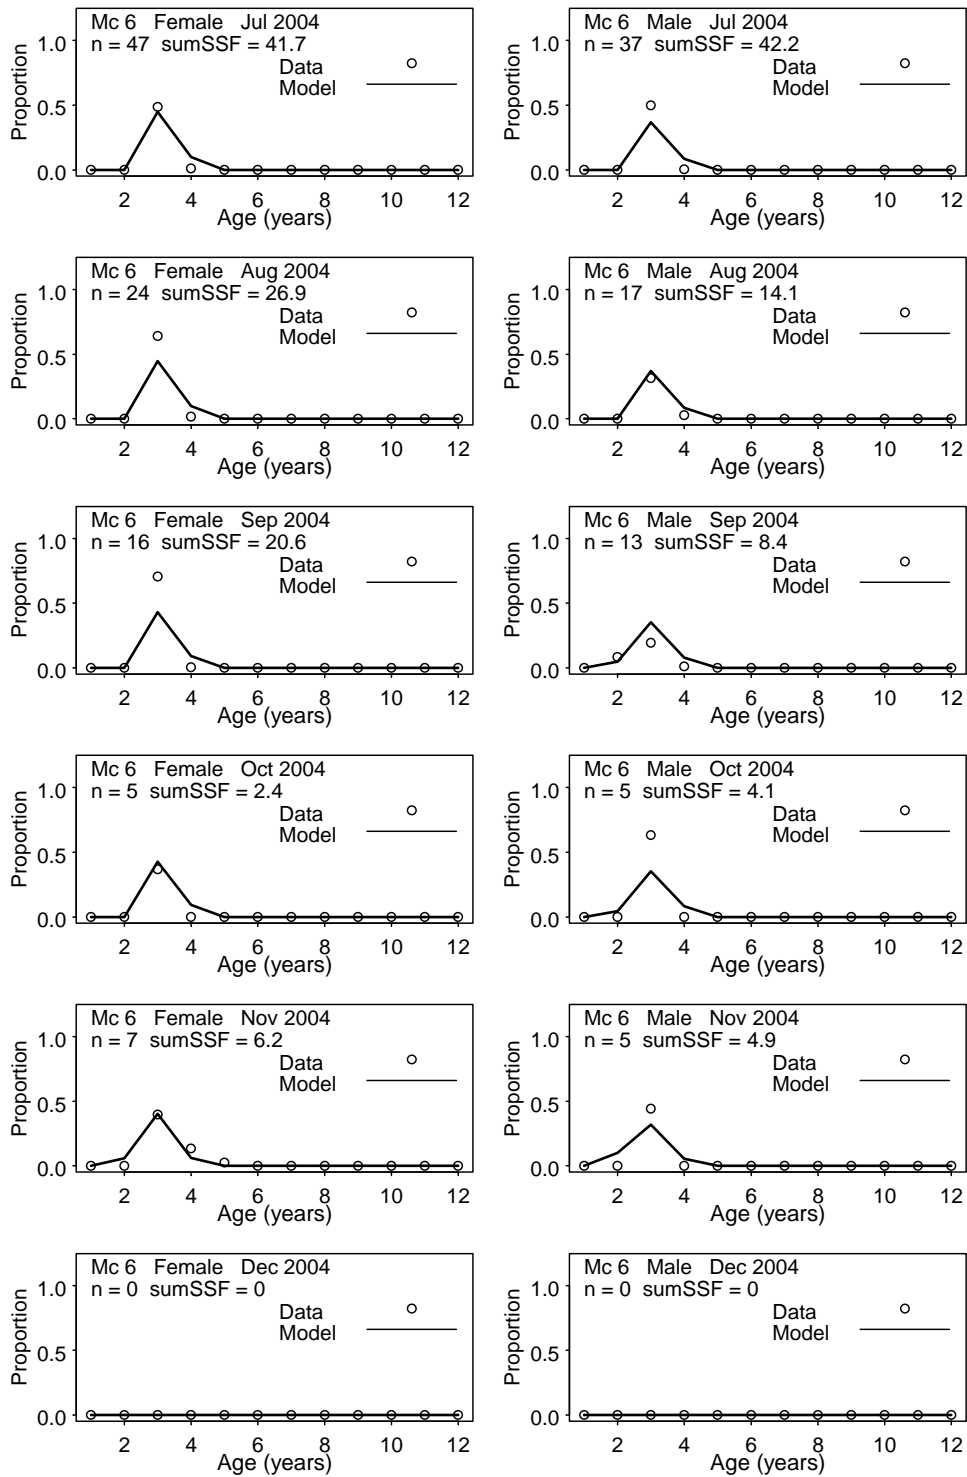 Mc 6 Female Jul 2004
n = 47 sumSSF = 41.7
Data
Model
Proportion
1.0
0.5
0.0
2 4 6 8 10 12
Age (years)
Mc 6 Male Jul 2004
n = 37 sumSSF = 42.2
Data
Model
Proportion
1.0
0.5
0.0
2 4 6 8 10 12
Age (years)
Mc 6 Female Aug 2004
n = 24 sumSSF = 26.9
Data
Model
Proportion
1.0
0.5
0.0
2 4 6 8 10 12
Age (years)
Mc 6 Male Aug 2004
n = 17 sumSSF = 14.1
Data
Model
Proportion
1.0
0.5
0.0
2 4 6 8 10 12
Age (years)
Mc 6 Female Sep 2004
n = 16 sumSSF = 20.6
Data
Model
Proportion
1.0
0.5
0.0
2 4 6 8 10 12
Age (years)
Mc 6 Male Sep 2004
n = 13 sumSSF = 8.4
Data
Model
Proportion
1.0
0.5
0.0
2 4 6 8 10 12
Age (years)
Mc 6 Female Oct 2004
n = 5 sumSSF = 2.4
Data
Model
Proportion
1.0
0.5
0.0
2 4 6 8 10 12
Age (years)
Mc 6 Male Oct 2004
n = 5 sumSSF = 4.1
Data
Model
Proportion
1.0
0.5
0.0
2 4 6 8 10 12
Age (years)
Mc 6 Female Nov 2004
n = 7 sumSSF = 6.2
Data
Model
Proportion
1.0
0.5
0.0
2 4 6 8 10 12
Age (years)
Mc 6 Male Nov 2004
n = 5 sumSSF = 4.9
Data
Model
Proportion
1.0
0.5
0.0
2 4 6 8 10 12
Age (years)
Mc 6 Female Dec 2004
n = 0 sumSSF = 0
Data
Model
Proportion
1.0
0.5
0.0
2 4 6 8 10 12
Age (years)
Mc 6 Male Dec 2004
n = 0 sumSSF = 0
Data
Model
Proportion
1.0
0.5
0.0
2 4 6 8 10 12
Age (years)